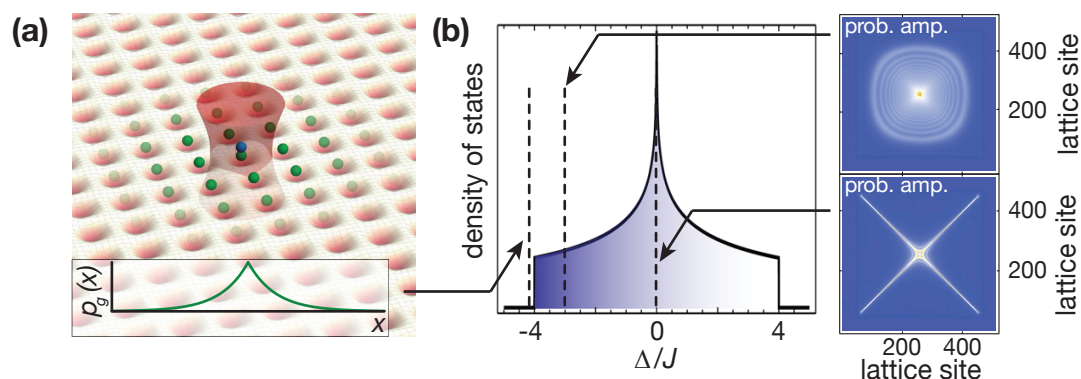 (a)
p_g(x)
x
(b)
density of states
-4
0
4
Δ/J
prob. amp.
400
200
lattice site
prob. amp.
400
200
lattice site
200 400
lattice site